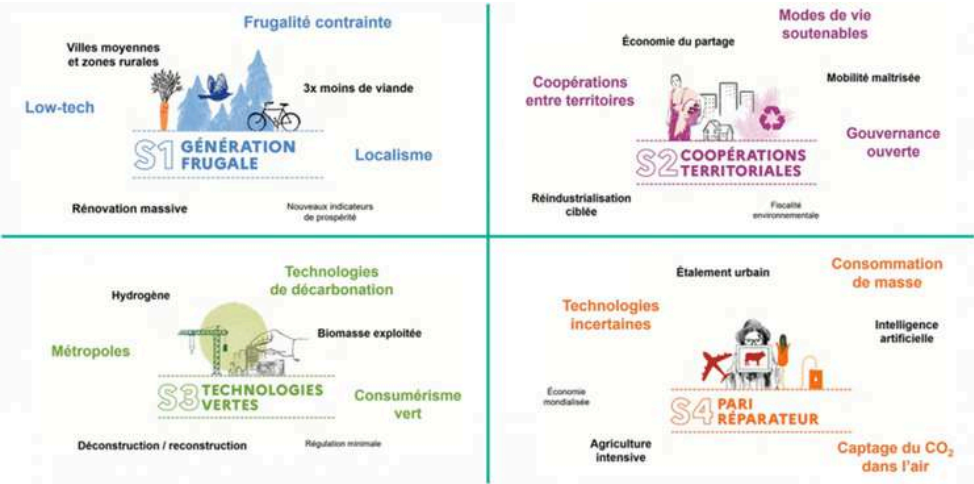 Frugalité contrainte
Villes moyennes
et zones rurales
3x moins de viande
Low-tech
S1 GÉNÉRATION
FRUGALE
Localisme
Rénovation massive
Nouveaux indicateurs
de prospérité
Modes de vie
soutenables
Économie du partage
Mobilité maîtrisée
Coopérations
entre territoires
Gouvernance
ouverte
S2 COOPÉRATIONS
TERRITORIALES
Réindustrialisation
ciblée
Fiscalité
environnementale
Technologies
de décarbonation
Hydrogène
Biomasse exploitée
Métropoles
S3 TECHNOLOGIES
VERTES
Consumérisme
vert
Déconstruction / reconstruction
Régulation minimale
Étalement urbain
Consommation
de masse
Technologies
incertaines
Intelligence
artificielle
Économie
mondialisée
S4 PARI
RÉPARATEUR
Agriculture
intensive
Captage du CO₂
dans l'air